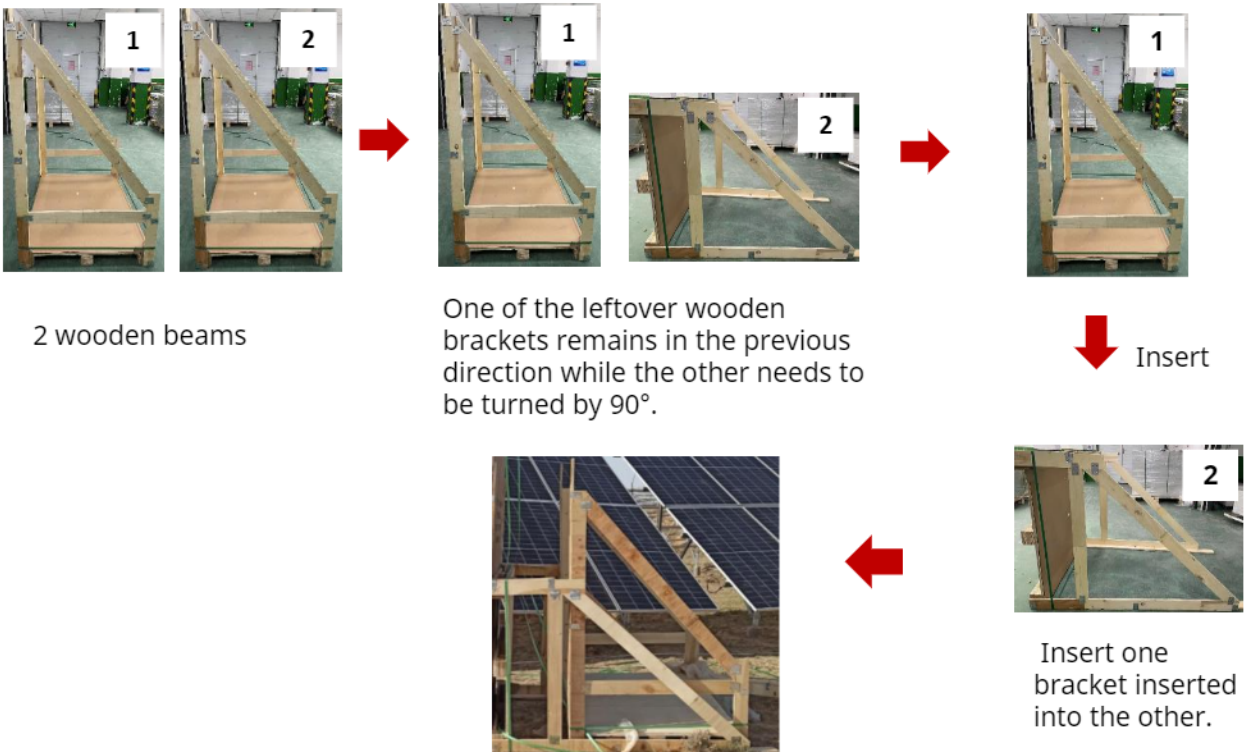 1
2
1
2
1
2 wooden beams
One of the leftover wooden
brackets remains in the previous
direction while the other needs to
be turned by 90°.
Insert
2
Insert one
bracket inserted
into the other.